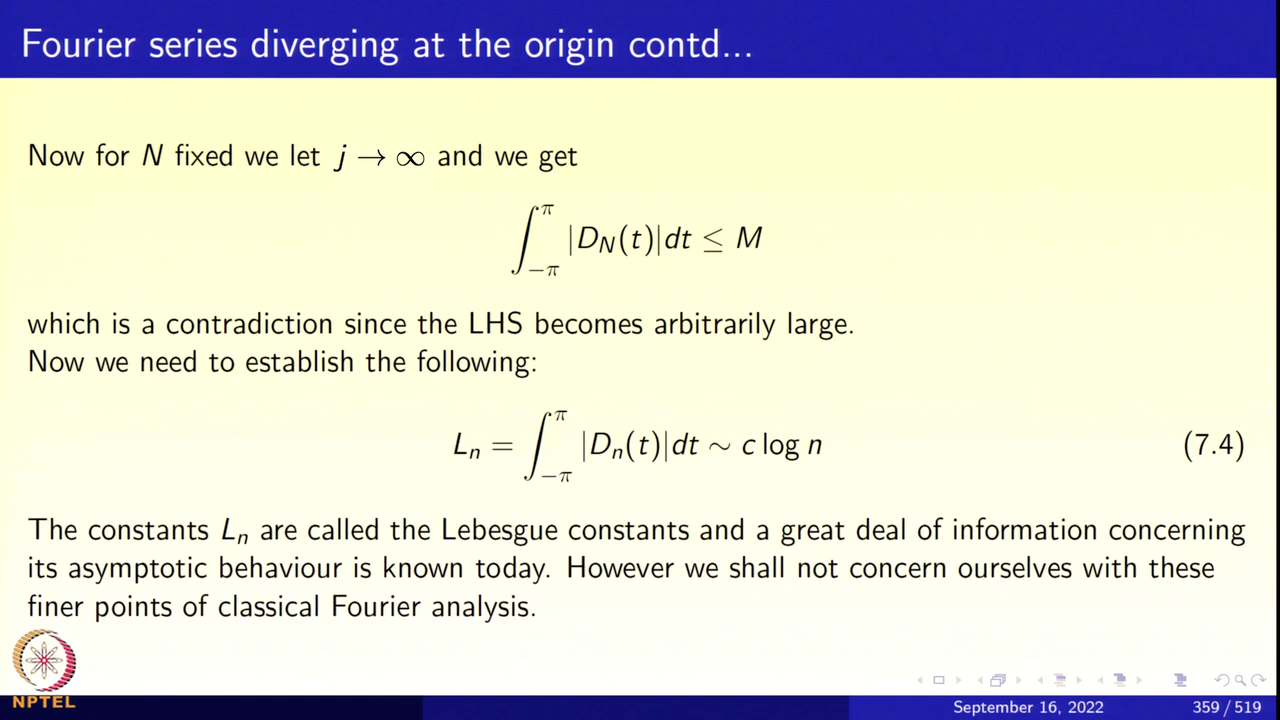 Fourier series diverging at the origin contd...
Now for N fixed we let j → ∞ and we get
∫_{−π}^{π} |D_N(t)|dt ≤ M
which is a contradiction since the LHS becomes arbitrarily large.
Now we need to establish the following:
L_n = ∫_{−π}^{π} |D_n(t)|dt ∼ c log n (7.4)
The constants L_n are called the Lebesgue constants and a great deal of information concerning
its asymptotic behaviour is known today. However we shall not concern ourselves with these
finer points of classical Fourier analysis.
NPTEL
September 16, 2022 359 / 519